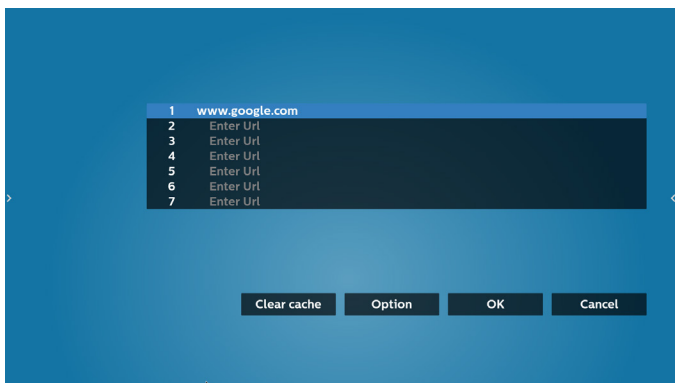 1 www.google.com
2 Enter Url
3 Enter Url
4 Enter Url
5 Enter Url
6 Enter Url
7 Enter Url
Clear cache Option OK Cancel